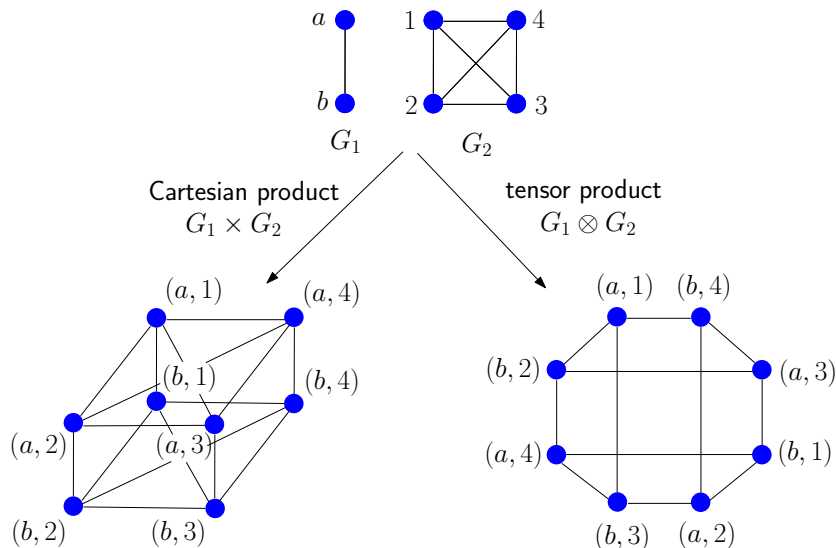 a
1
4
b
2
3
G₁
G₂
Cartesian product
G₁ × G₂
tensor product
G₁ ⊗ G₂
(a, 1)
(a, 4)
(b, 1)
(b, 4)
(a, 2)
(a, 3)
(b, 2)
(b, 3)
(a, 1)
(b, 4)
(b, 2)
(a, 3)
(a, 4)
(b, 1)
(b, 3)
(a, 2)